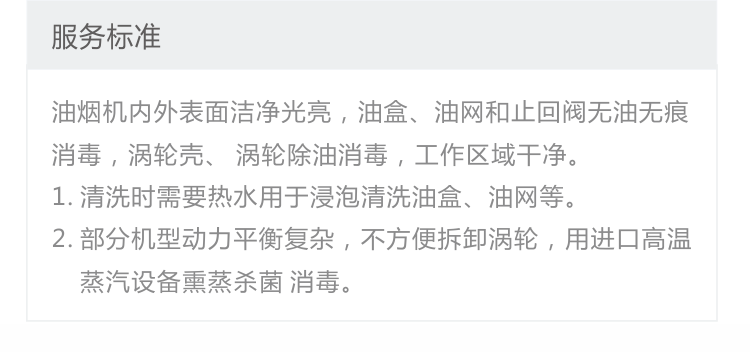 服务标准
油烟机内外表面洁净光亮，油盒、油网和止回阀无油无痕
消毒，涡轮壳、 涡轮除油消毒，工作区域干净。
1. 清洗时需要热水用于浸泡清洗油盒、油网等。
2. 部分机型动力平衡复杂，不方便拆卸涡轮，用进口高温
蒸汽设备熏蒸杀菌 消毒。